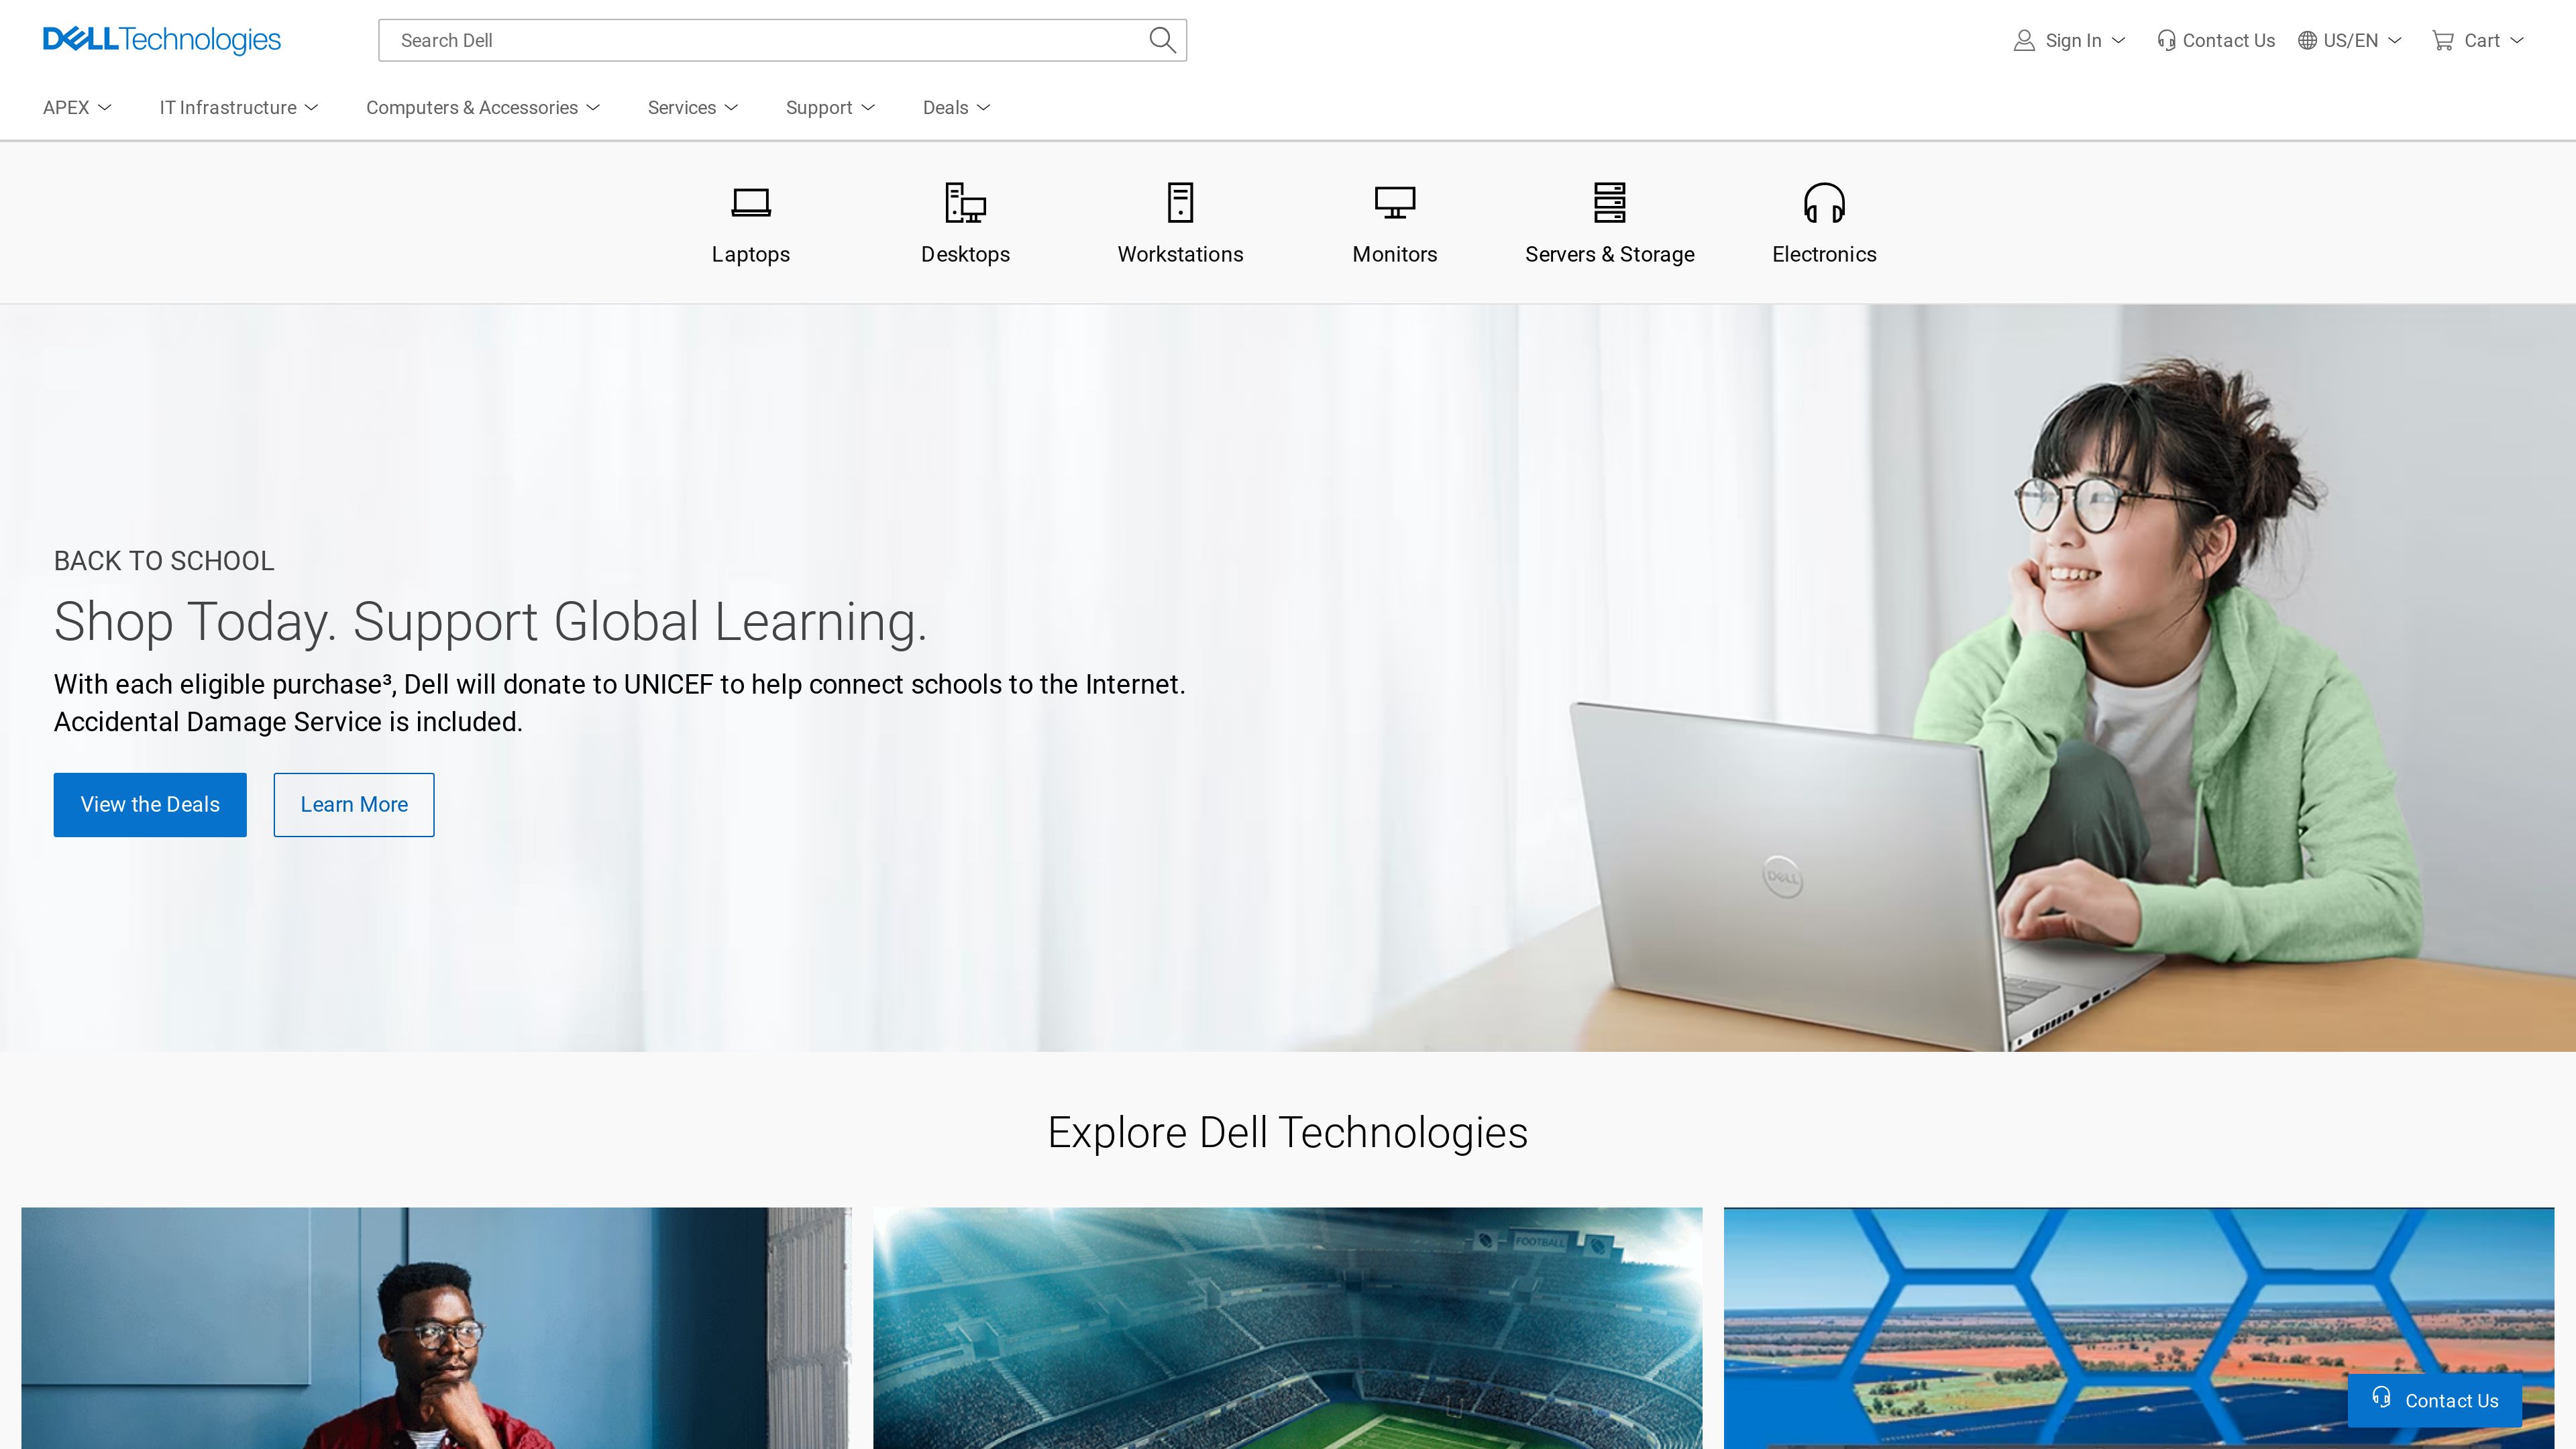 DELLTechnologies
Search Dell
Sign In
Contact Us
US/EN
Cart
APEX
IT Infrastructure
Computers & Accessories
Services
Support
Deals
Laptops
Desktops
Workstations
Monitors
Servers & Storage
Electronics
BACK TO SCHOOL
Shop Today. Support Global Learning.
With each eligible purchase³, Dell will donate to UNICEF to help connect schools to the Internet.
Accidental Damage Service is included.
View the Deals
Learn More
DELL
Explore Dell Technologies
FOOTBALL
Contact Us